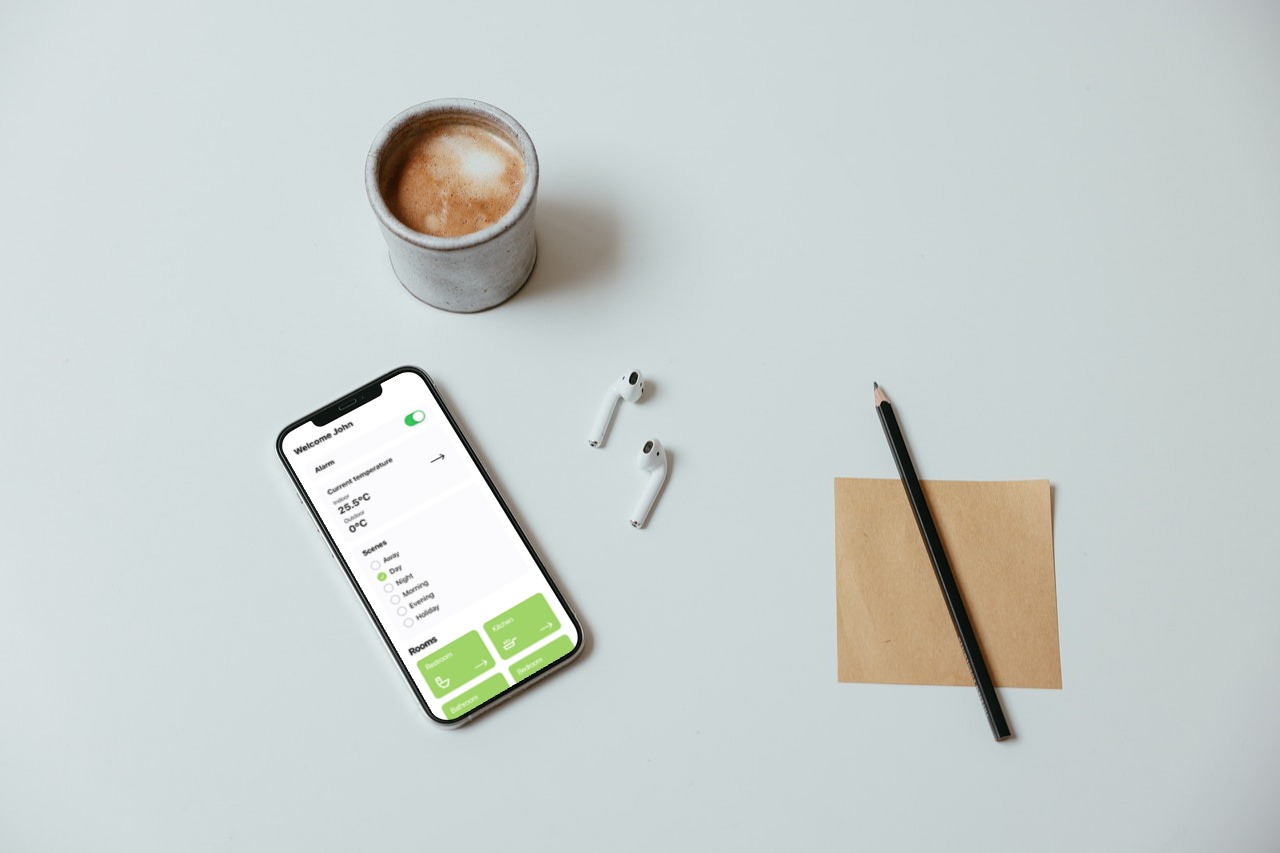 Welcome John
Alarm
Current temperature
Indoor
25.5°C
Outdoor
0°C
Scenes
Away
Day
Night
Morning
Evening
Holiday
Rooms
Restroom
Kitchen
Bathroom
Bedroom